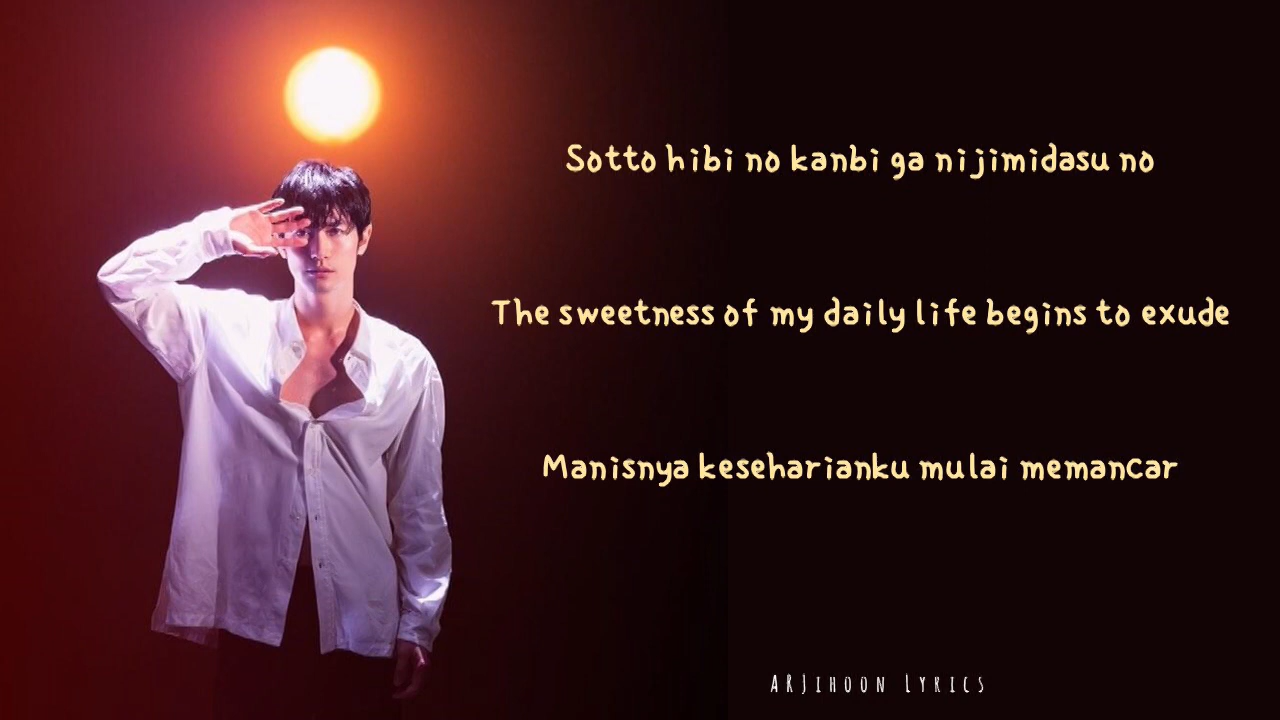 Sotto hibi no kanbi ga nijimidasu no
The sweetness of my daily life begins to exude
Manisnya keseharianku mulai memancar
ARJihoon Lyrics